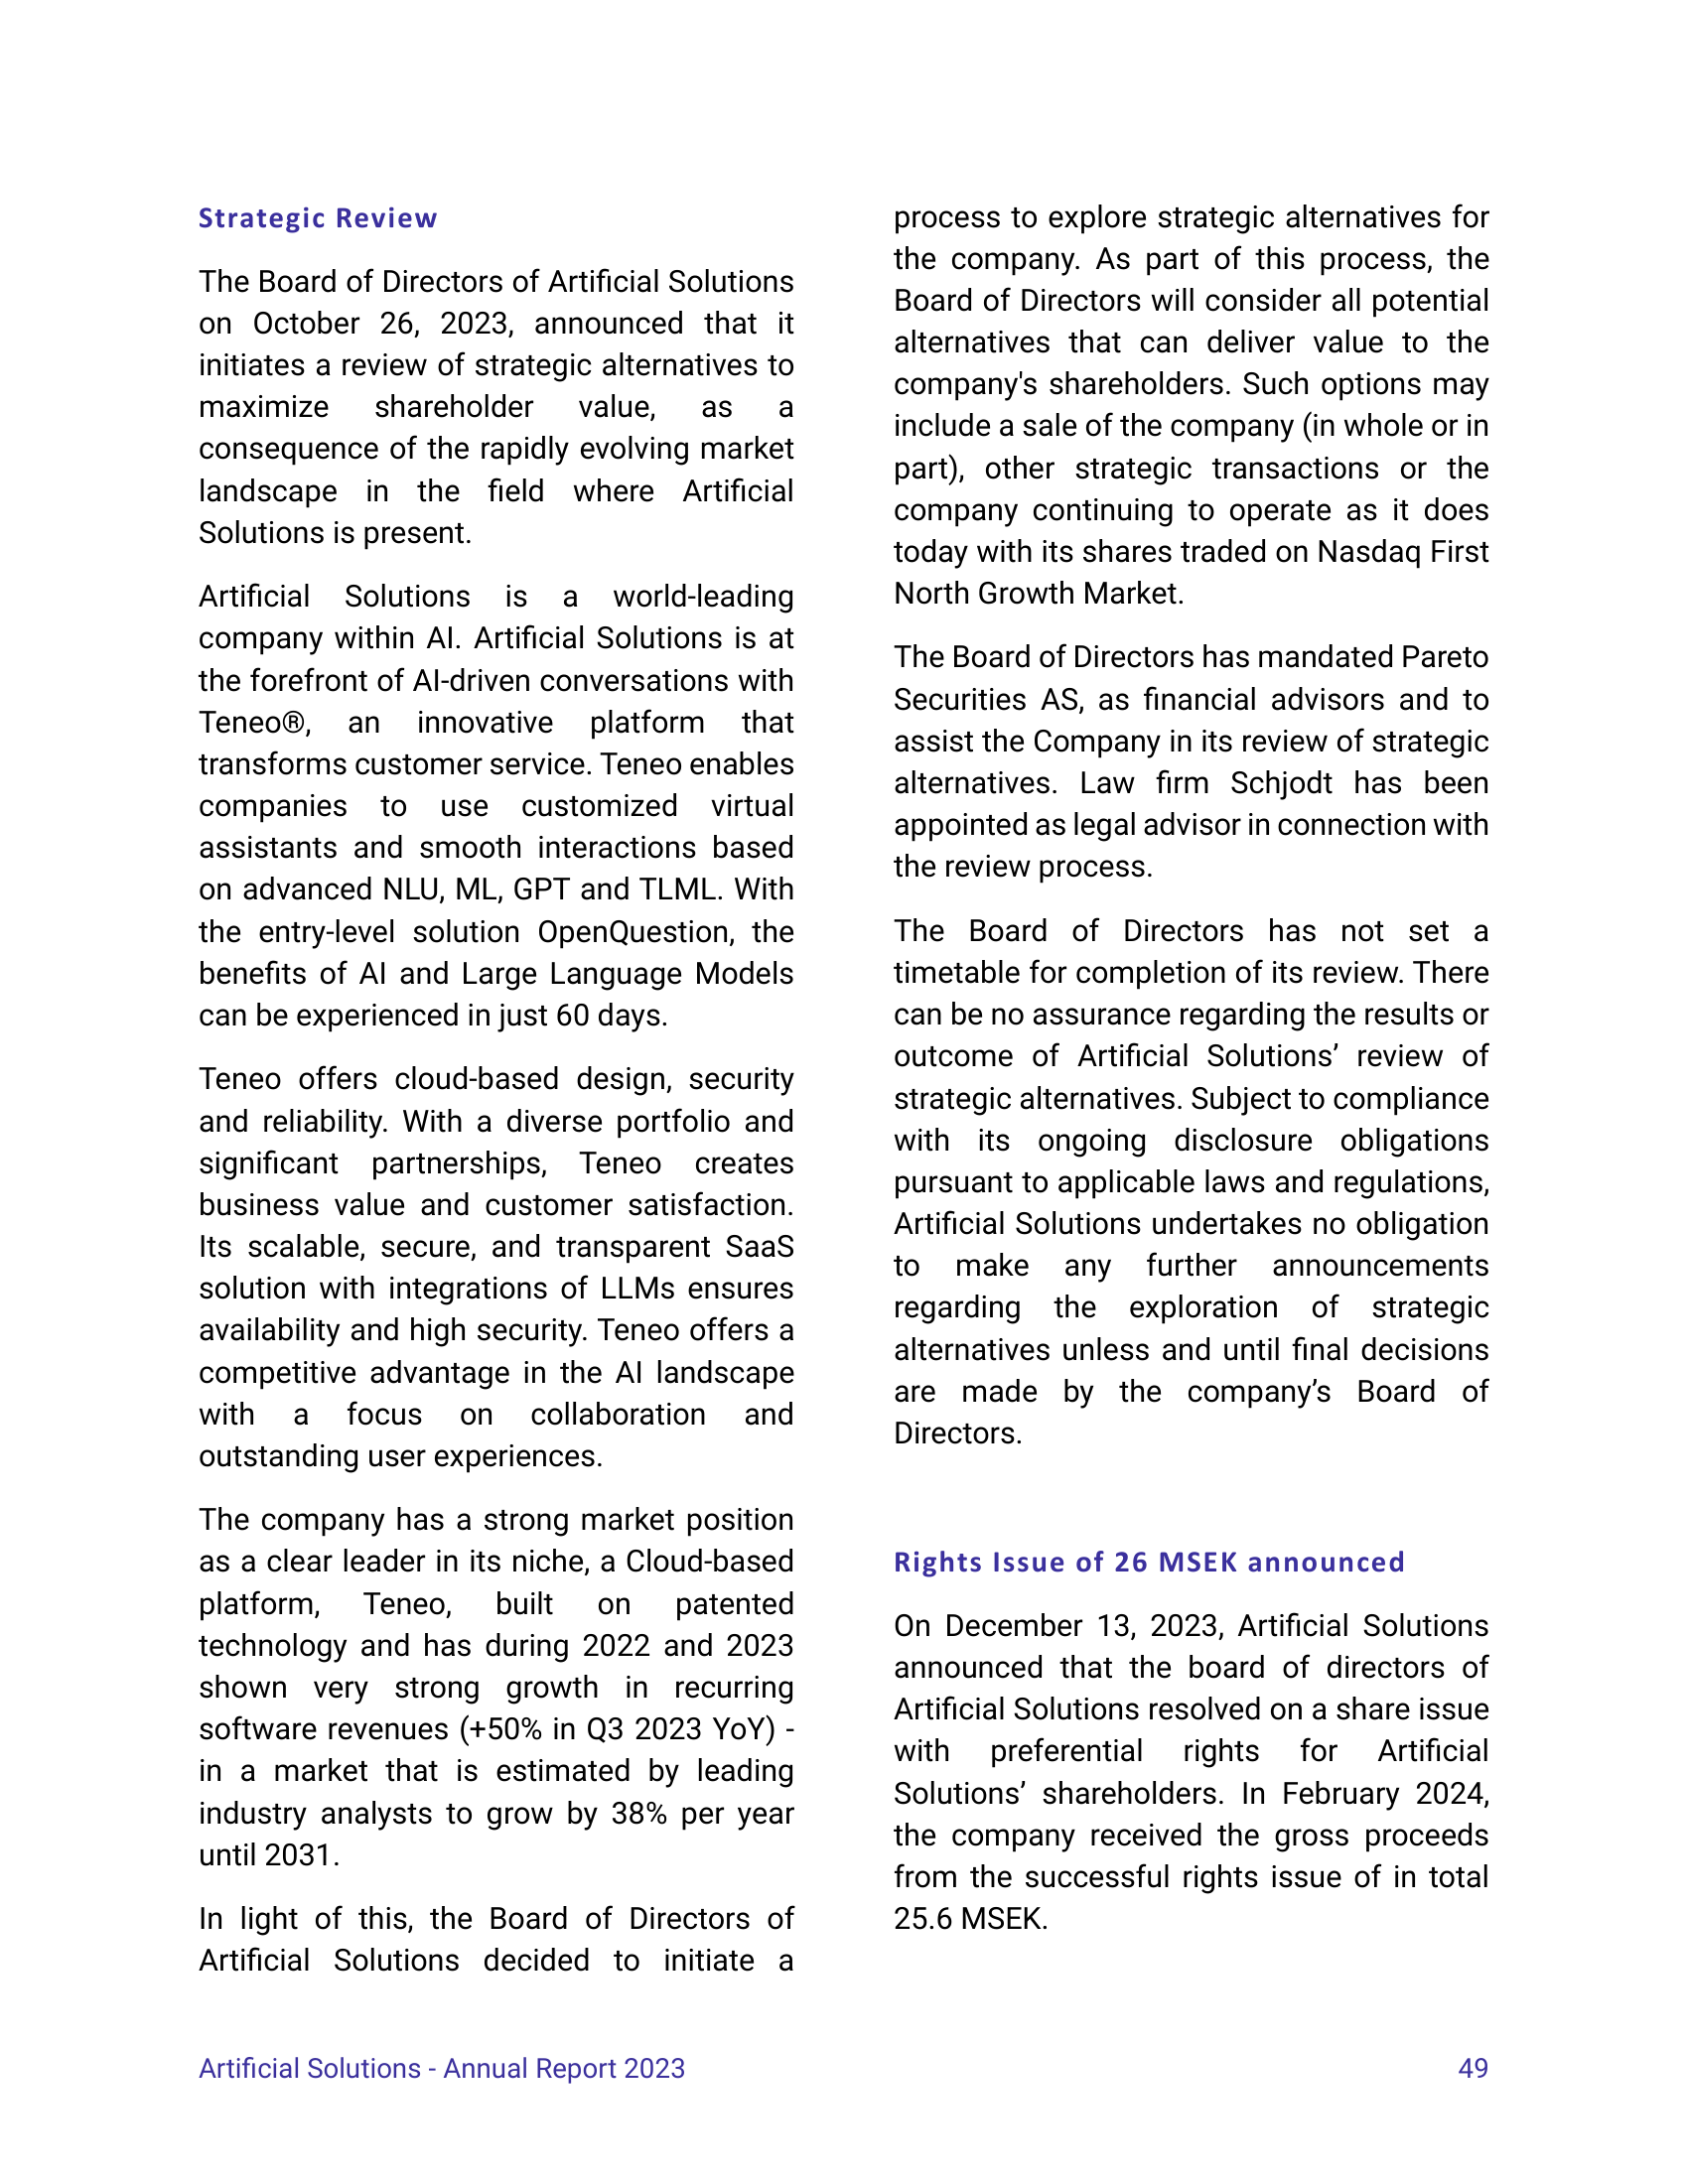 Strategic Review
The Board of Directors of Artificial Solutions
on October 26, 2023, announced that it
initiates a review of strategic alternatives to
maximize shareholder value, as a
consequence of the rapidly evolving market
landscape in the field where Artificial
Solutions is present.
Artificial Solutions is a world-leading
company within AI. Artificial Solutions is at
the forefront of AI-driven conversations with
Teneo®, an innovative platform that
transforms customer service. Teneo enables
companies to use customized virtual
assistants and smooth interactions based
on advanced NLU, ML, GPT and TLML. With
the entry-level solution OpenQuestion, the
benefits of AI and Large Language Models
can be experienced in just 60 days.
Teneo offers cloud-based design, security
and reliability. With a diverse portfolio and
significant partnerships, Teneo creates
business value and customer satisfaction.
Its scalable, secure, and transparent SaaS
solution with integrations of LLMs ensures
availability and high security. Teneo offers a
competitive advantage in the AI landscape
with a focus on collaboration and
outstanding user experiences.
The company has a strong market position
as a clear leader in its niche, a Cloud-based
platform, Teneo, built on patented
technology and has during 2022 and 2023
shown very strong growth in recurring
software revenues (+50% in Q3 2023 YoY) -
in a market that is estimated by leading
industry analysts to grow by 38% per year
until 2031.
In light of this, the Board of Directors of
Artificial Solutions decided to initiate a
process to explore strategic alternatives for
the company. As part of this process, the
Board of Directors will consider all potential
alternatives that can deliver value to the
company's shareholders. Such options may
include a sale of the company (in whole or in
part), other strategic transactions or the
company continuing to operate as it does
today with its shares traded on Nasdaq First
North Growth Market.
The Board of Directors has mandated Pareto
Securities AS, as financial advisors and to
assist the Company in its review of strategic
alternatives. Law firm Schjodt has been
appointed as legal advisor in connection with
the review process.
The Board of Directors has not set a
timetable for completion of its review. There
can be no assurance regarding the results or
outcome of Artificial Solutions’ review of
strategic alternatives. Subject to compliance
with its ongoing disclosure obligations
pursuant to applicable laws and regulations,
Artificial Solutions undertakes no obligation
to make any further announcements
regarding the exploration of strategic
alternatives unless and until final decisions
are made by the company’s Board of
Directors.
Rights Issue of 26 MSEK announced
On December 13, 2023, Artificial Solutions
announced that the board of directors of
Artificial Solutions resolved on a share issue
with preferential rights for Artificial
Solutions’ shareholders. In February 2024,
the company received the gross proceeds
from the successful rights issue of in total
25.6 MSEK.
Artificial Solutions - Annual Report 2023
49